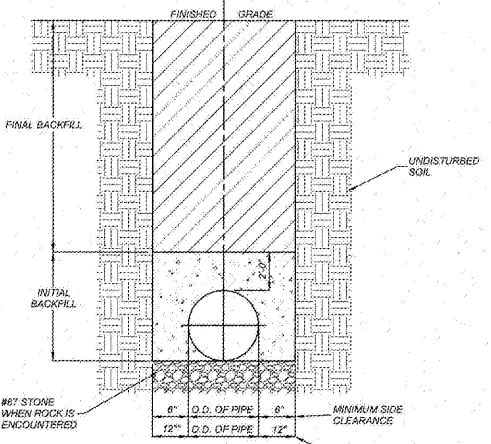 FINISHED GRADE
FINAL BACKFILL
UNDISTURBED
SOIL
2'-0"
INITIAL
BACKFILL
#67 STONE
WHEN ROCK IS
ENCOUNTERED
6" O.D. OF PIPE 6"
MINIMUM SIDE
CLEARANCE
12" O.D. OF PIPE 12"